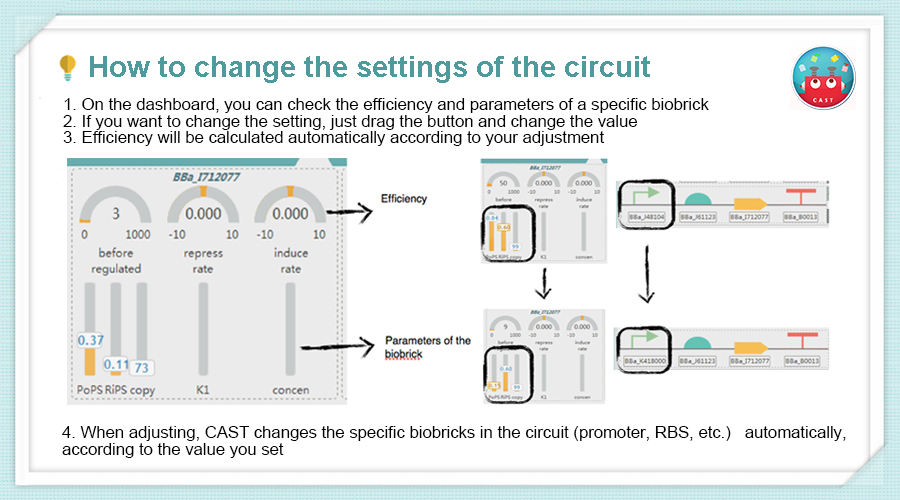 How to change the settings of the circuit
CAST
1. On the dashboard, you can check the efficiency and parameters of a specific biobrick
2. If you want to change the setting, just drag the button and change the value
3. Efficiency will be calculated automatically according to your adjustment
BBa_I712077
3 0.000 0.000
0 1000 -10 10 -10 10
before regulated
repress rate
induce rate
0.37
0.11 73
PoPS RiPS copy K1 concen
Efficiency
Parameters of the
biobrick
BBa_I712077
50 0.000 0.000
0 1000 -10 10 -10 10
before repress rate induce rate
0.84
0.60
99
PoPS RiPS copy K1 concen
BBa_J48104 BBa_J61123 BBa_I712077 BBa_B0013
BBa_I712077
9 0.000 0.000
0 1000 -10 10 -10 10
before repress rate induce rate
0.60
0.15
99
PoPS RiPS copy K1 concen
BBa_K418000 BBa_J61123 BBa_I712077 BBa_B0013
4. When adjusting, CAST changes the specific biobricks in the circuit (promoter, RBS, etc.) automatically,
according to the value you set